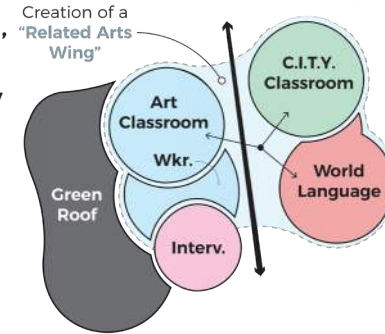 Creation of a
"Related Arts
Wing"
C.I.T.Y.
Classroom
Art
Classroom
Wkr.
World
Language
Green
Roof
Interv.